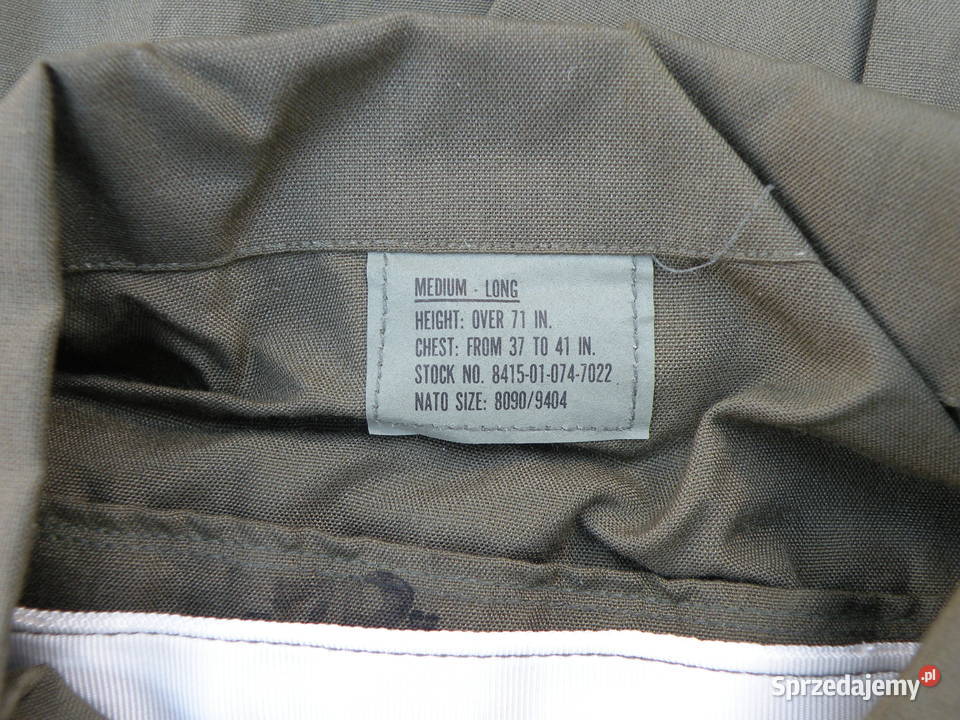 MEDIUM - LONG
HEIGHT: OVER 71 IN.
CHEST: FROM 37 TO 41 IN.
STOCK NO. 8415-01-074-7022
NATO SIZE: 8090/9404
Sprzedajemy.pl